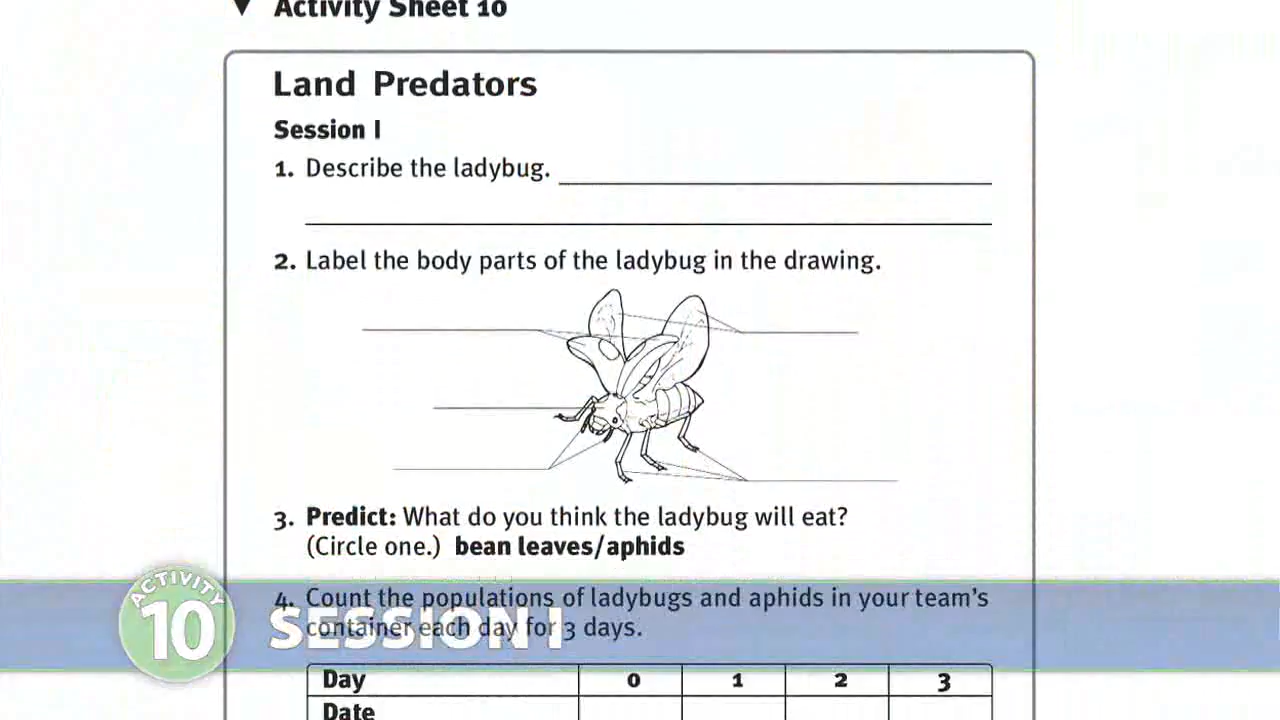 Activity Sheet 10
Land Predators
Session I
1. Describe the ladybug.
2. Label the body parts of the ladybug in the drawing.
3. Predict: What do you think the ladybug will eat?
(Circle one.) bean leaves/aphids
4. Count the populations of ladybugs and aphids in your team's
container each day for 3 days.
ACTIVITY
10
SESSION I
Day 0 1 2 3
Date